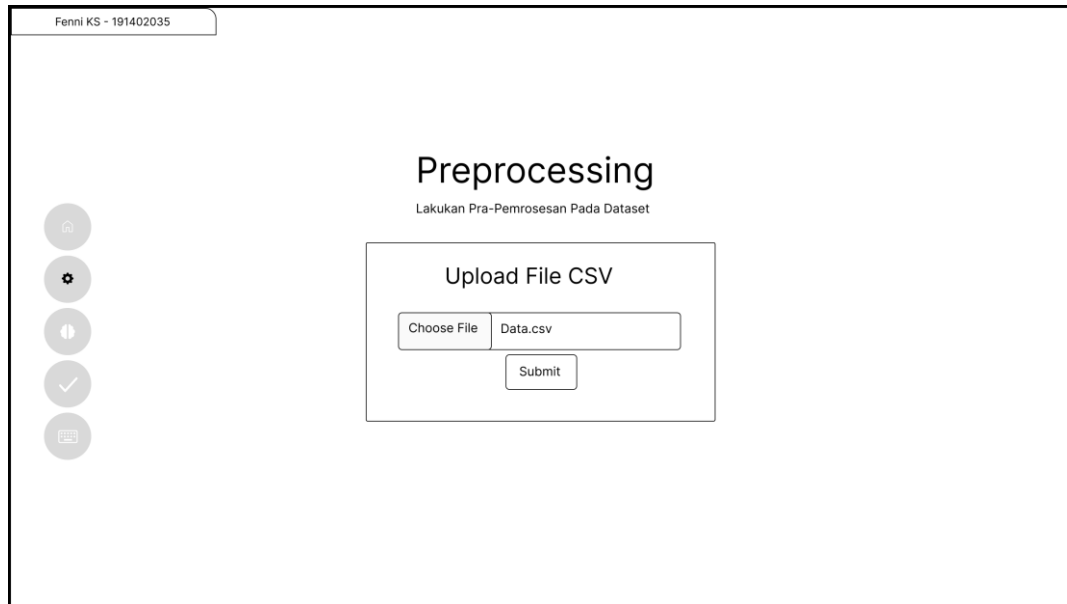 Fenni KS - 191402035
Preprocessing
Lakukan Pra-Pemrosesan Pada Dataset
Upload File CSV
Choose File Data.csv
Submit